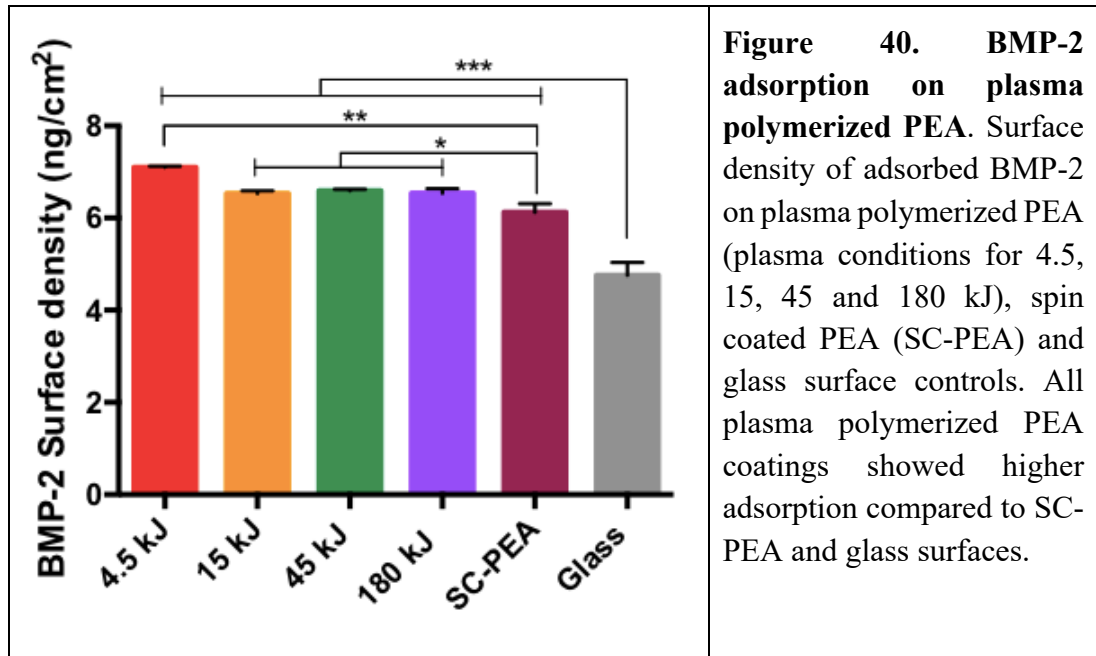 BMP-2 Surface density (ng/cm²)
8
6
4
2
0
***
**
*
4.5 kJ
15 kJ
45 kJ
180 kJ
SC-PEA
Glass
Figure 40. BMP-2
adsorption on plasma
polymerized PEA. Surface
density of adsorbed BMP-2
on plasma polymerized PEA
(plasma conditions for 4.5,
15, 45 and 180 kJ), spin
coated PEA (SC-PEA) and
glass surface controls. All
plasma polymerized PEA
coatings showed higher
adsorption compared to SC-
PEA and glass surfaces.